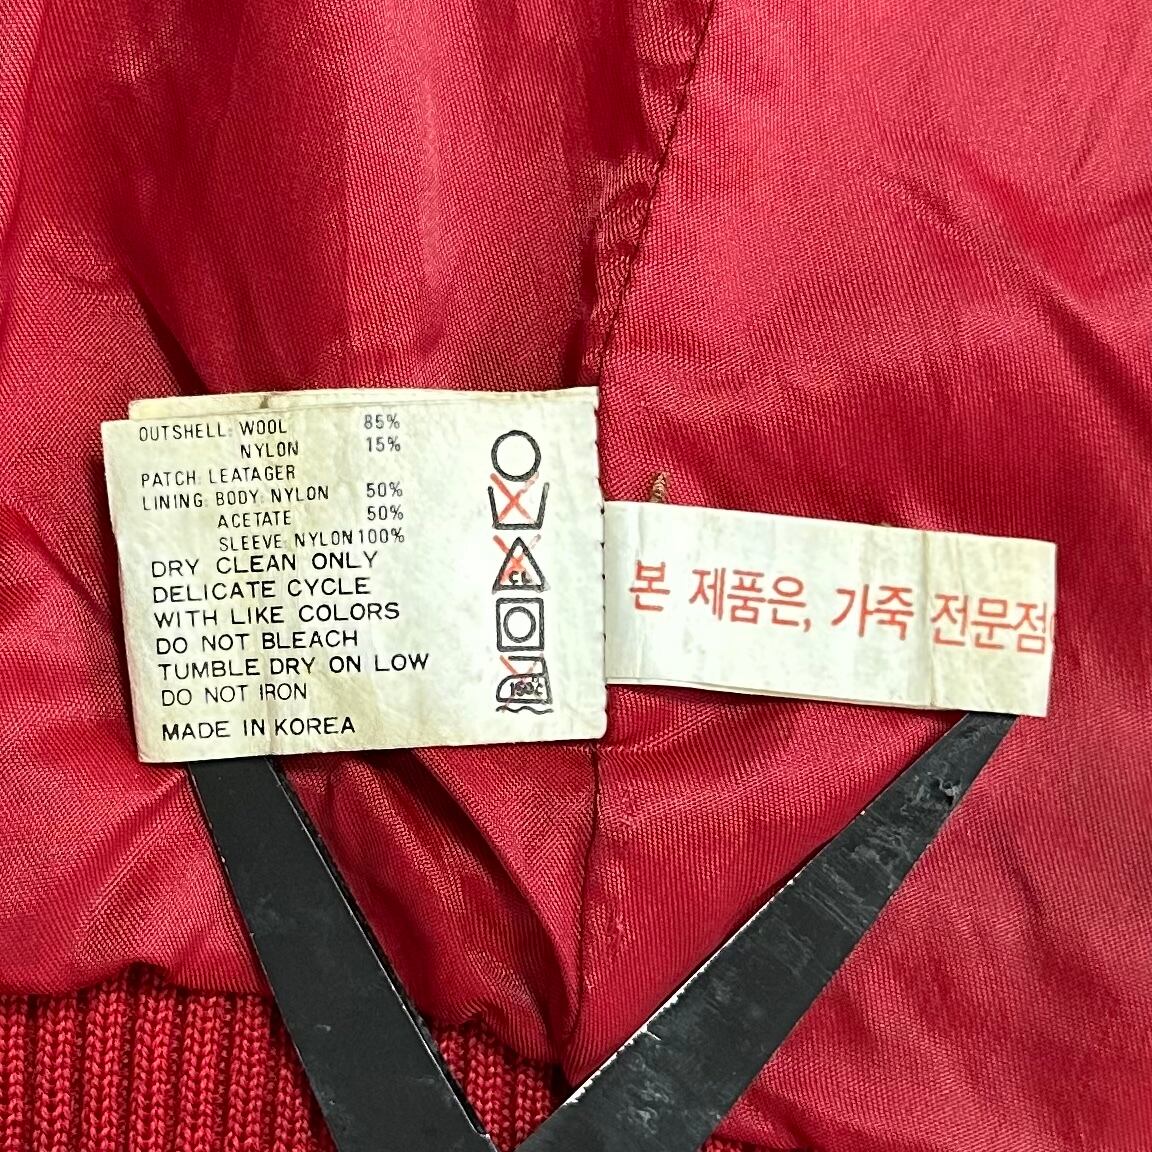 OUTSHELL: WOOL 85%
NYLON 15%
PATCH: LEATAGER
LINING: BODY: NYLON 50%
ACETATE 50%
SLEEVE: NYLON 100%
DRY CLEAN ONLY
DELICATE CYCLE
WITH LIKE COLORS
DO NOT BLEACH
TUMBLE DRY ON LOW
DO NOT IRON
MADE IN KOREA
CL
본 제품은, 가죽 전문점